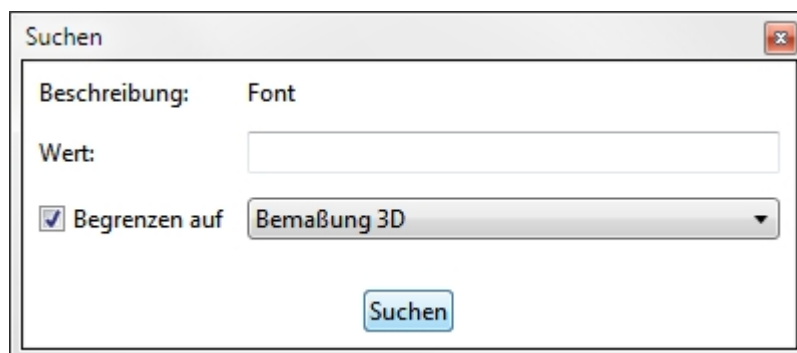 Suchen
Beschreibung: Font
Wert:
Begrenzen auf Bemaßung 3D
Suchen